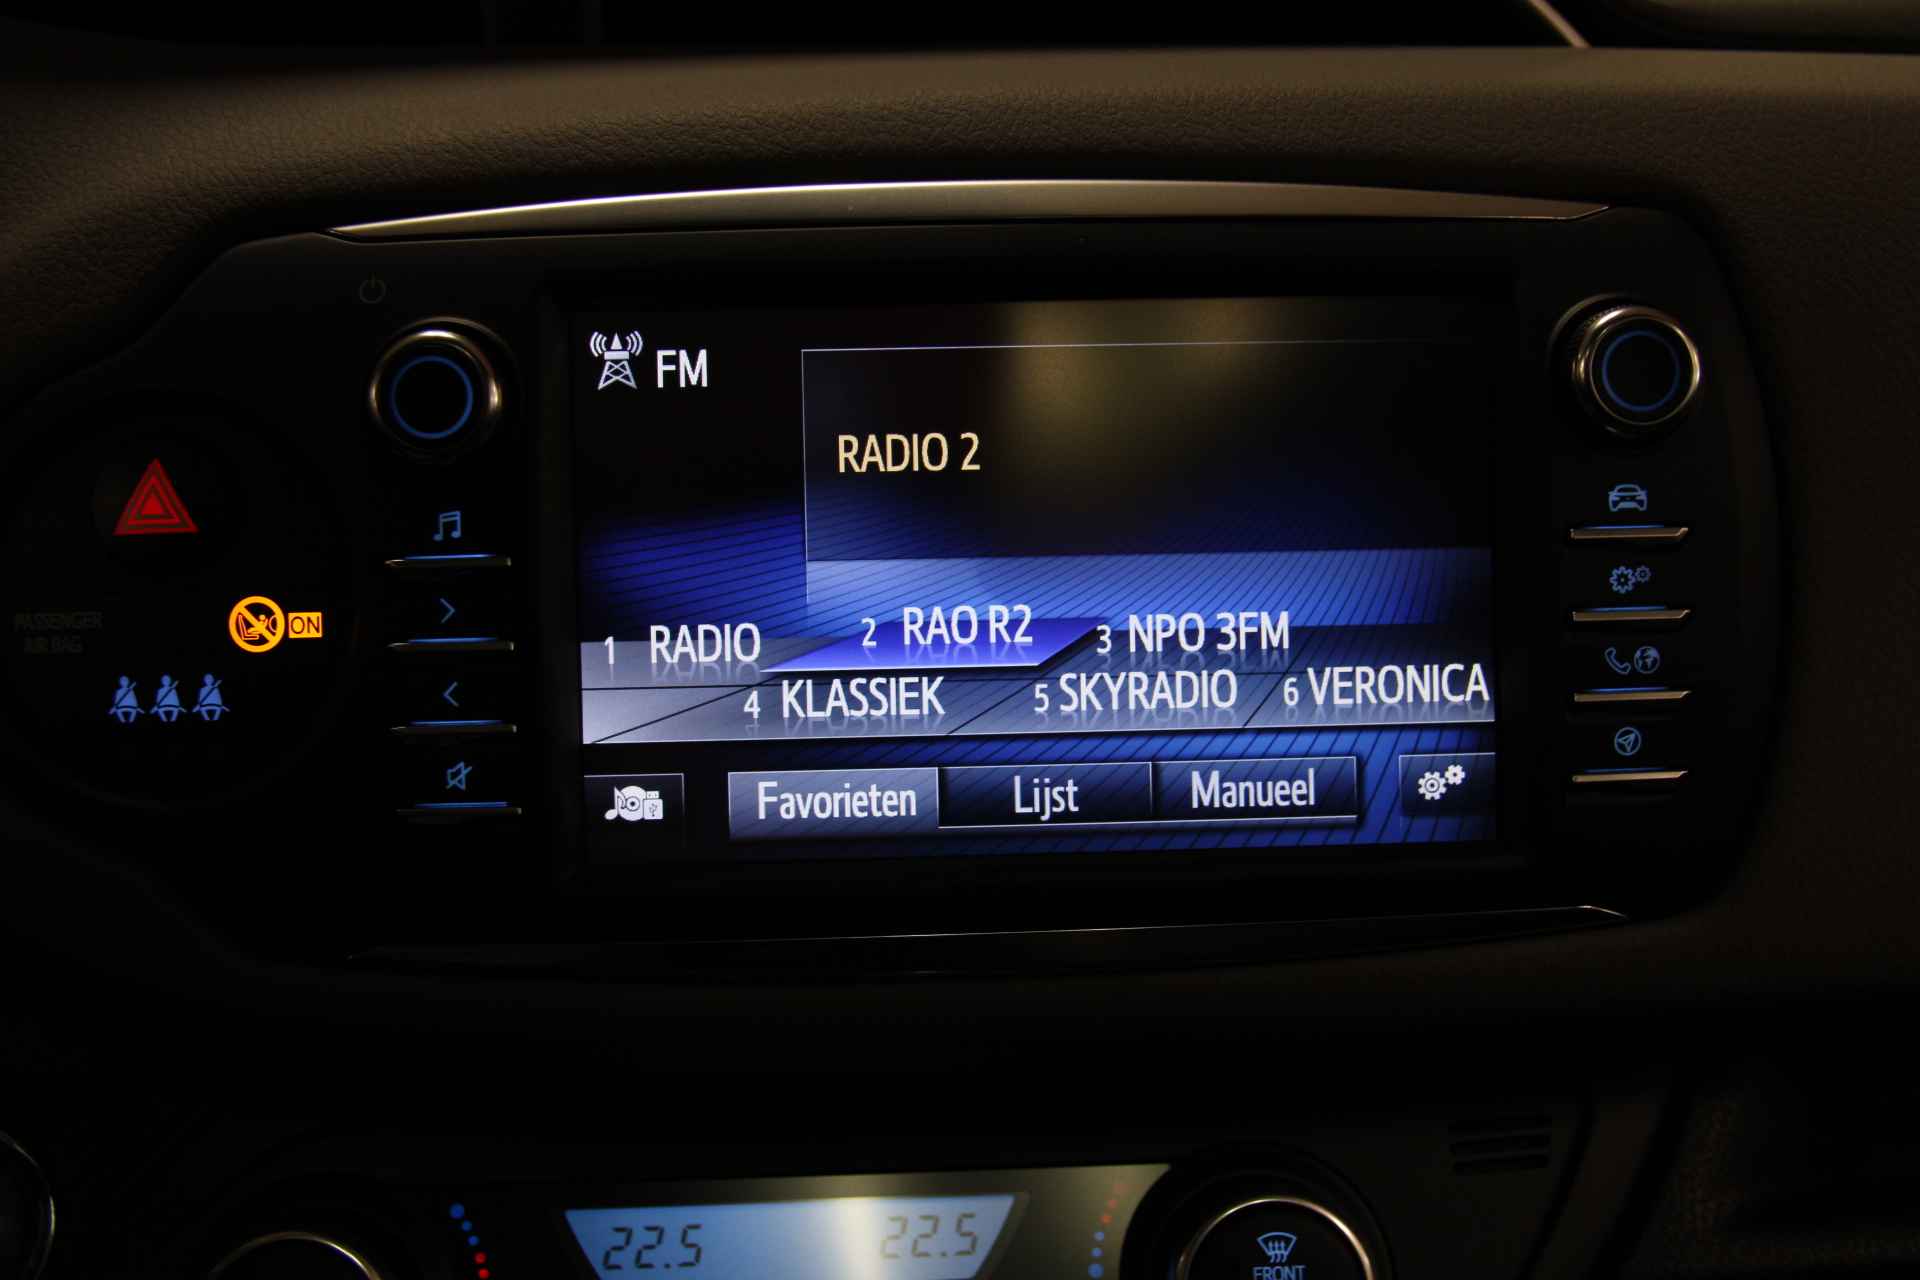 FM
RADIO 2
1 RADIO
2 RAO R2
3 NPO 3FM
4 KLASSIEK
5 SKYRADIO
6 VERONICA
Favorieten
Lijst
Manueel
PASSENGER
AIR BAG
ON
22.5
22.5
FRONT